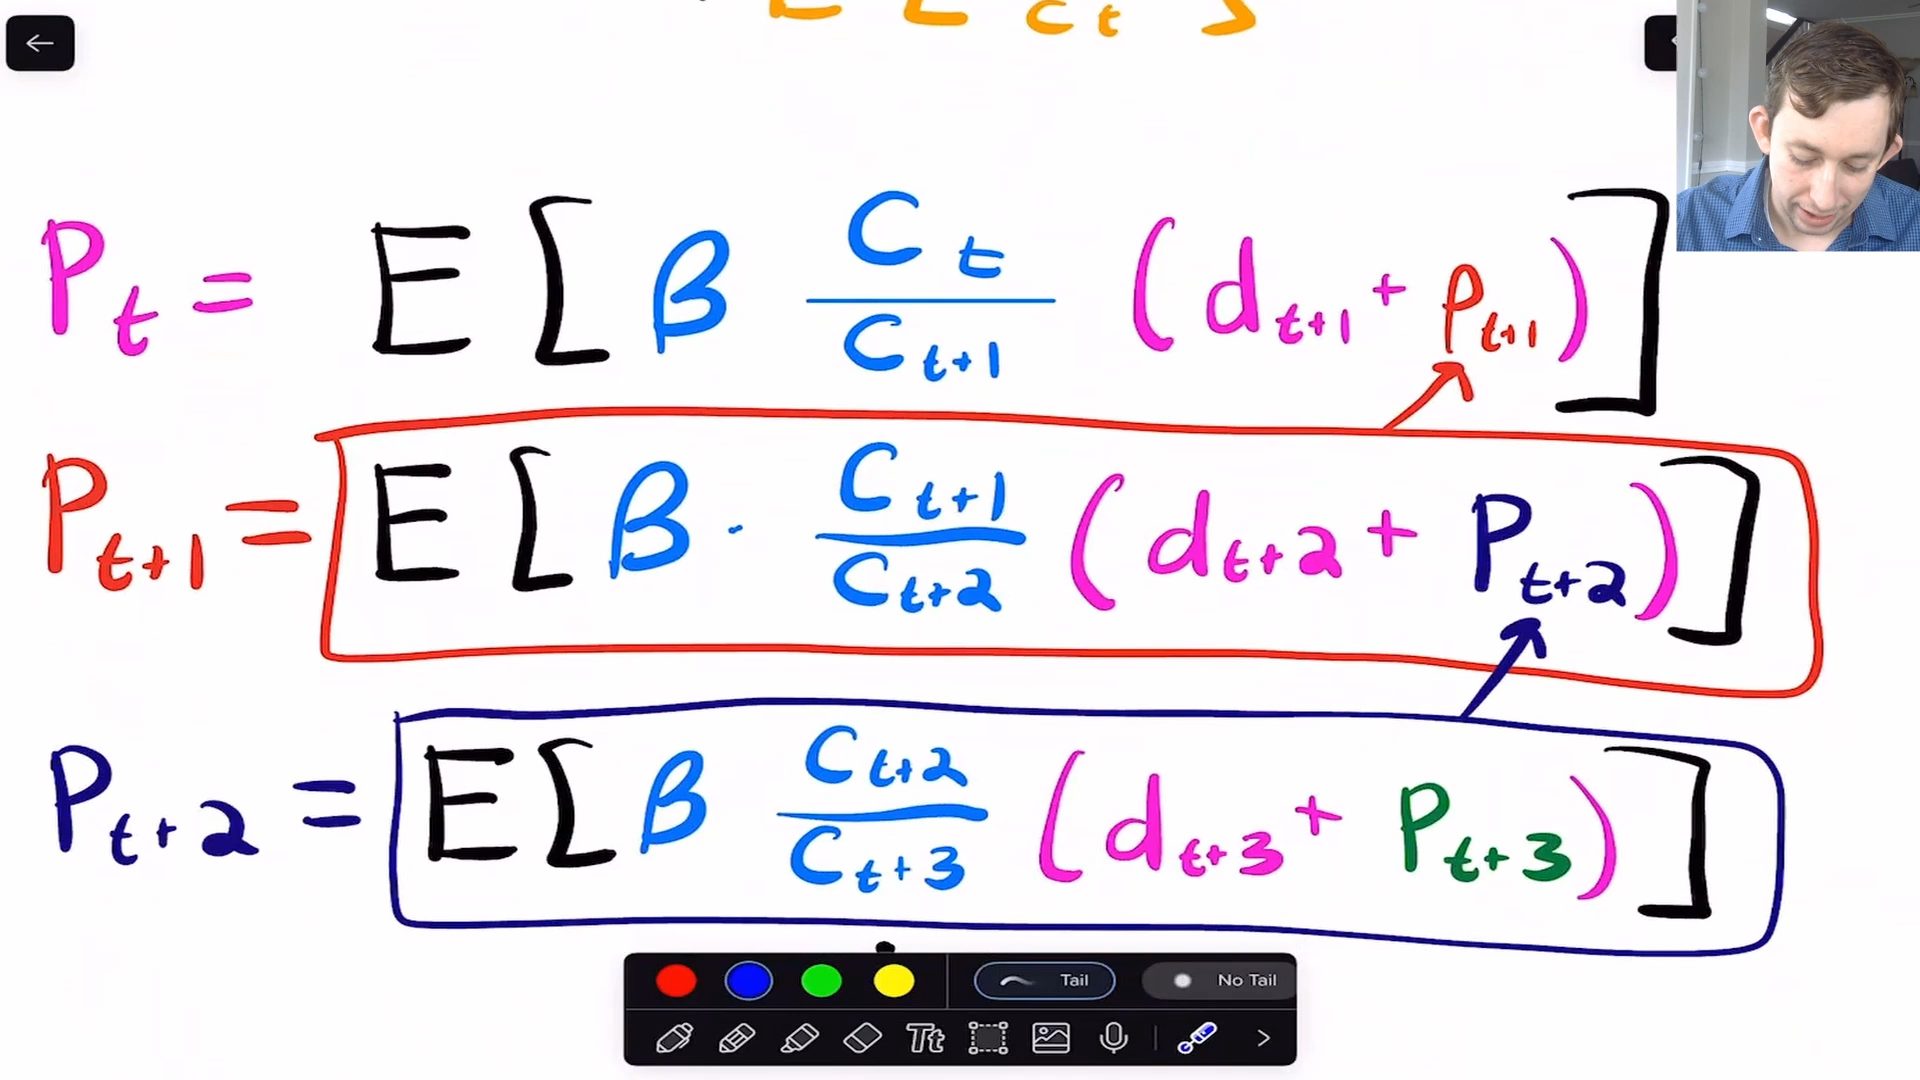 P_t = E[β C_t / C_{t+1} (d_{t+1} + P_{t+1})]
P_{t+1} = E[β · C_{t+1} / C_{t+2} (d_{t+2} + P_{t+2})]
P_{t+2} = E[β C_{t+2} / C_{t+3} (d_{t+3} + P_{t+3})]
Tail No Tail
Tt